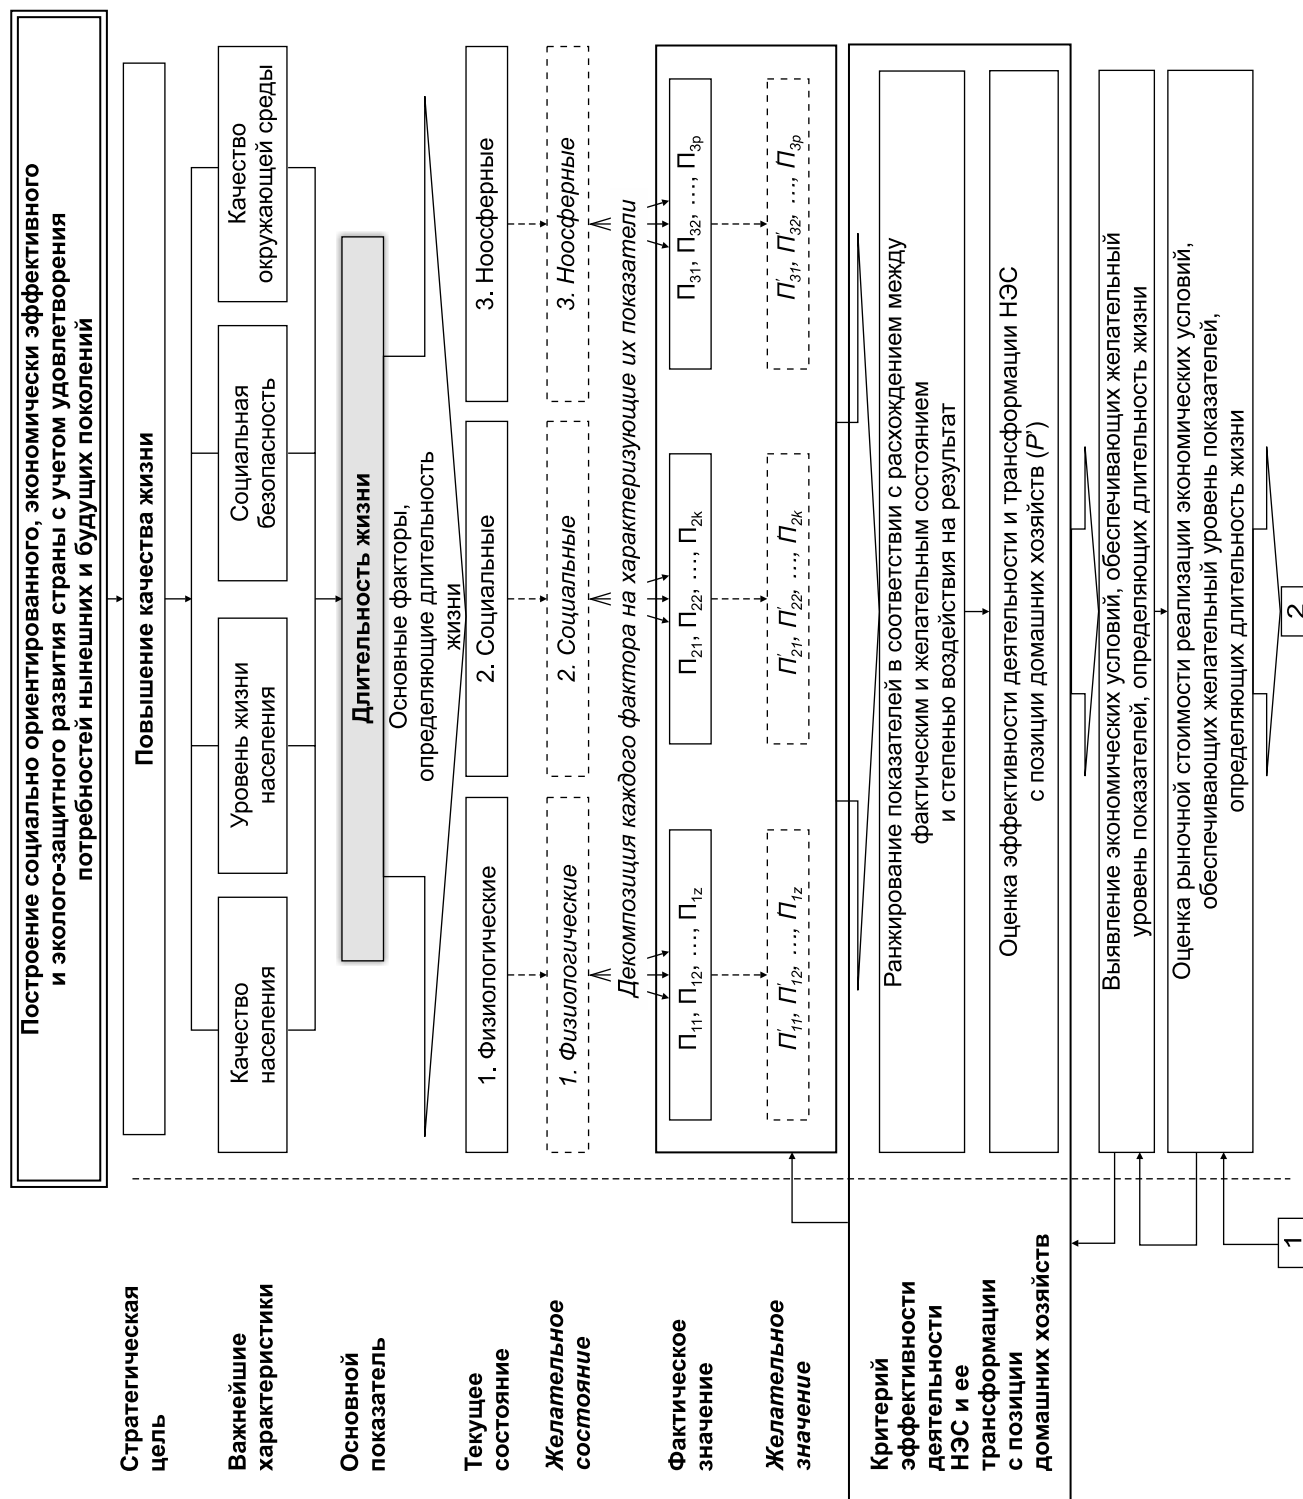 Построение социально ориентированного, экономически эффективного
и эколого-защитного развития страны с учетом удовлетворения
потребностей нынешних и будущих поколений
Стратегическая
цель
Повышение качества жизни
Важнейшие
характеристики
Качество
населения
Уровень жизни
населения
Социальная
безопасность
Качество
окружающей среды
Основной
показатель
Длительность жизни
Основные факторы,
определяющие длительность
жизни
Текущее
состояние
1. Физиологические
2. Социальные
3. Ноосферные
Желательное
состояние
1. Физиологические
2. Социальные
3. Ноосферные
Декомпозиция каждого фактора на характеризующие их показатели
Фактическое
значение
П11, П12, …, П1z
П21, П22, …, П2k
П31, П32, …, П3p
Желательное
значение
П′11, П′12, …, П′1z
П′21, П′22, …, П′2k
П′31, П′32, …, П′3p
Критерий
эффективности
деятельности
НЭС и ее
трансформации
с позиции
домашних хозяйств
Ранжирование показателей в соответствии с расхождением между
фактическим и желательным состоянием
и степенью воздействия на результат
Оценка эффективности деятельности и трансформации НЭС
с позиции домашних хозяйств (P′)
Выявление экономических условий, обеспечивающих желательный
уровень показателей, определяющих длительность жизни
Оценка рыночной стоимости реализации экономических условий,
обеспечивающих желательный уровень показателей,
определяющих длительность жизни
1
2